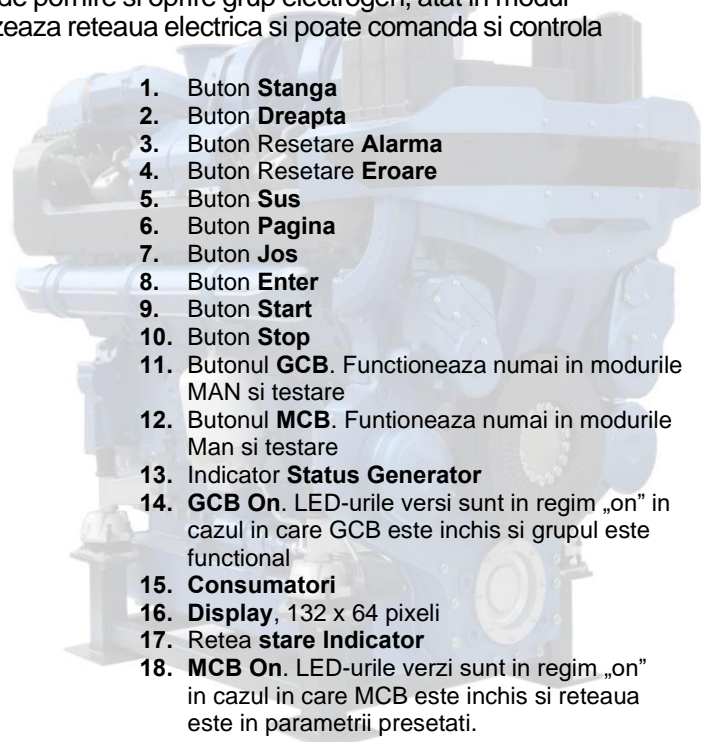 de pornire si oprire grup electrogen, atat in modul
zeaza reteaua electrica si poate comanda si controla
1. Buton Stanga
2. Buton Dreapta
3. Buton Resetare Alarma
4. Buton Resetare Eroare
5. Buton Sus
6. Buton Pagina
7. Buton Jos
8. Buton Enter
9. Buton Start
10. Buton Stop
11. Butonul GCB. Functioneaza numai in modurile
MAN si testare
12. Butonul MCB. Funtioneaza numai in modurile
Man si testare
13. Indicator Status Generator
14. GCB On. LED-urile versi sunt in regim „on” in
cazul in care GCB este inchis si grupul este
functional
15. Consumatori
16. Display, 132 x 64 pixeli
17. Retea stare Indicator
18. MCB On. LED-urile verzi sunt in regim „on”
in cazul in care MCB este inchis si reteaua
este in parametrii presetati.